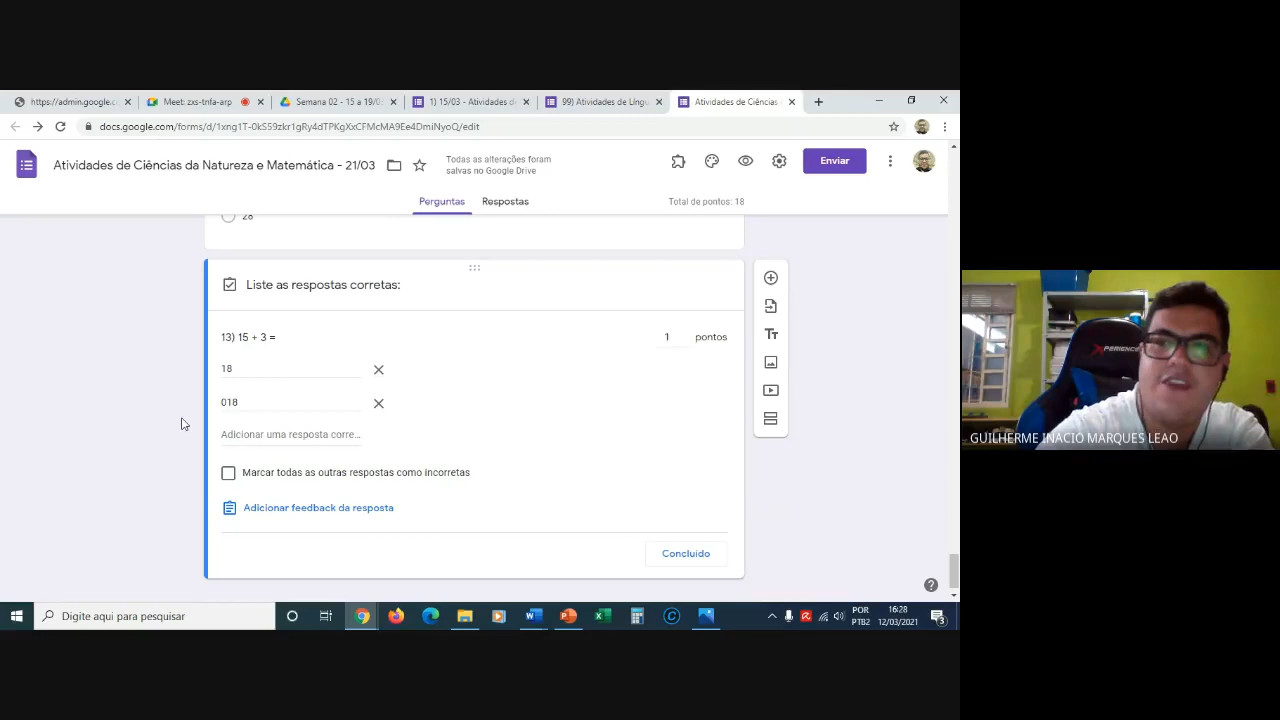 https://admin.google.c
Meet: zxs-tnfa-arp
Semana 02 - 15 a 19/0
1) 15/03 - Atividades d
99) Atividades de Língu
Atividades de Ciências
docs.google.com/forms/d/1xng1T-0kS59zkr1gRy4dTPKgXxCFMcMA9Ee4DmiNyoQ/edit
Atividades de Ciências da Natureza e Matemática - 21/03
Todas as alterações foram
salvas no Google Drive
Enviar
Perguntas
Respostas
Total de pontos: 18
28
Liste as respostas corretas:
13) 15 + 3 =
1 pontos
18
018
Adicionar uma resposta corre...
Marcar todas as outras respostas como incorretas
Adicionar feedback da resposta
Concluído
XPERIENCE
GUILHERME INACIO MARQUES LEAO
Digite aqui para pesquisar
POR
PTB2
16:28
12/03/2021
3